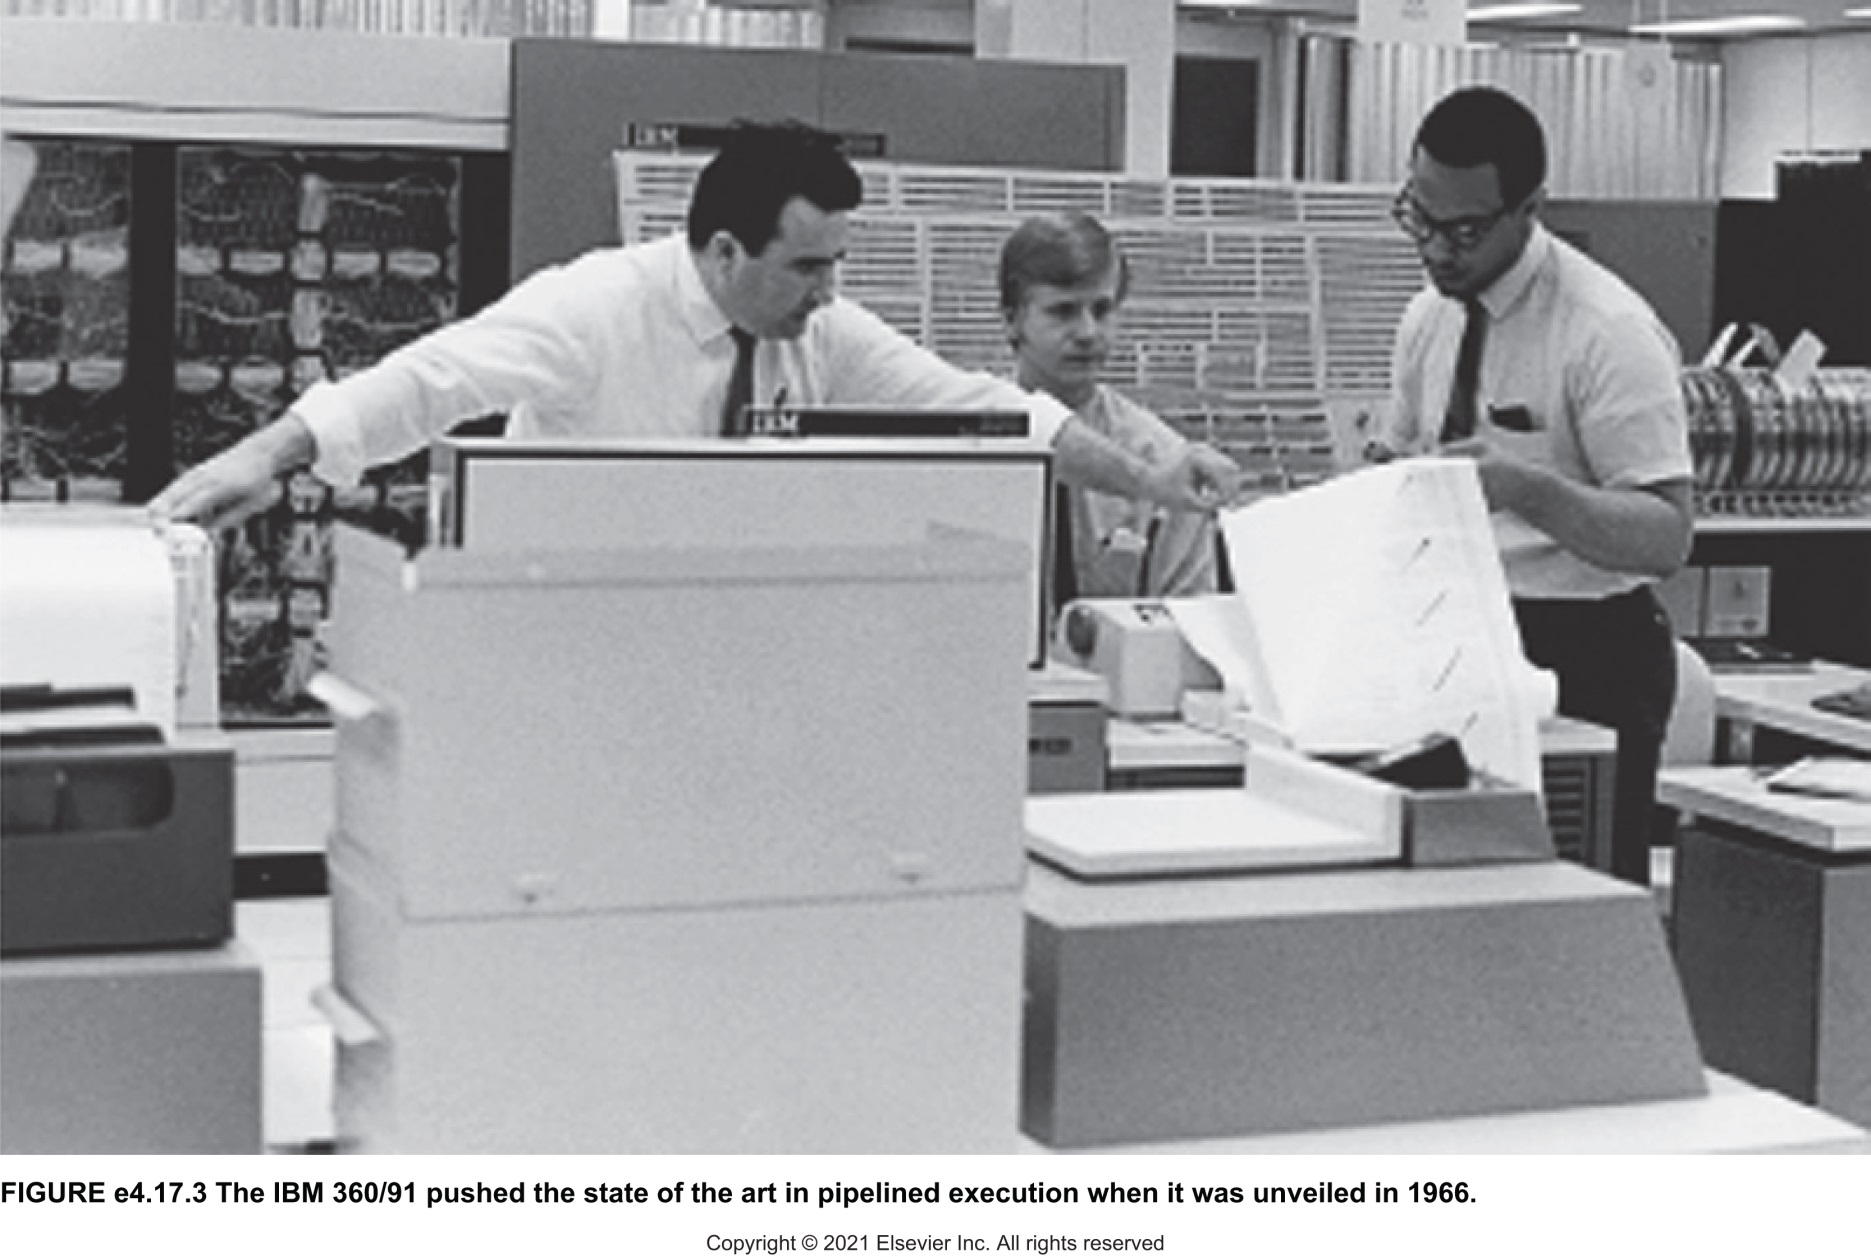 IBM
IBM
FIGURE e4.17.3 The IBM 360/91 pushed the state of the art in pipelined execution when it was unveiled in 1966.
Copyright © 2021 Elsevier Inc. All rights reserved